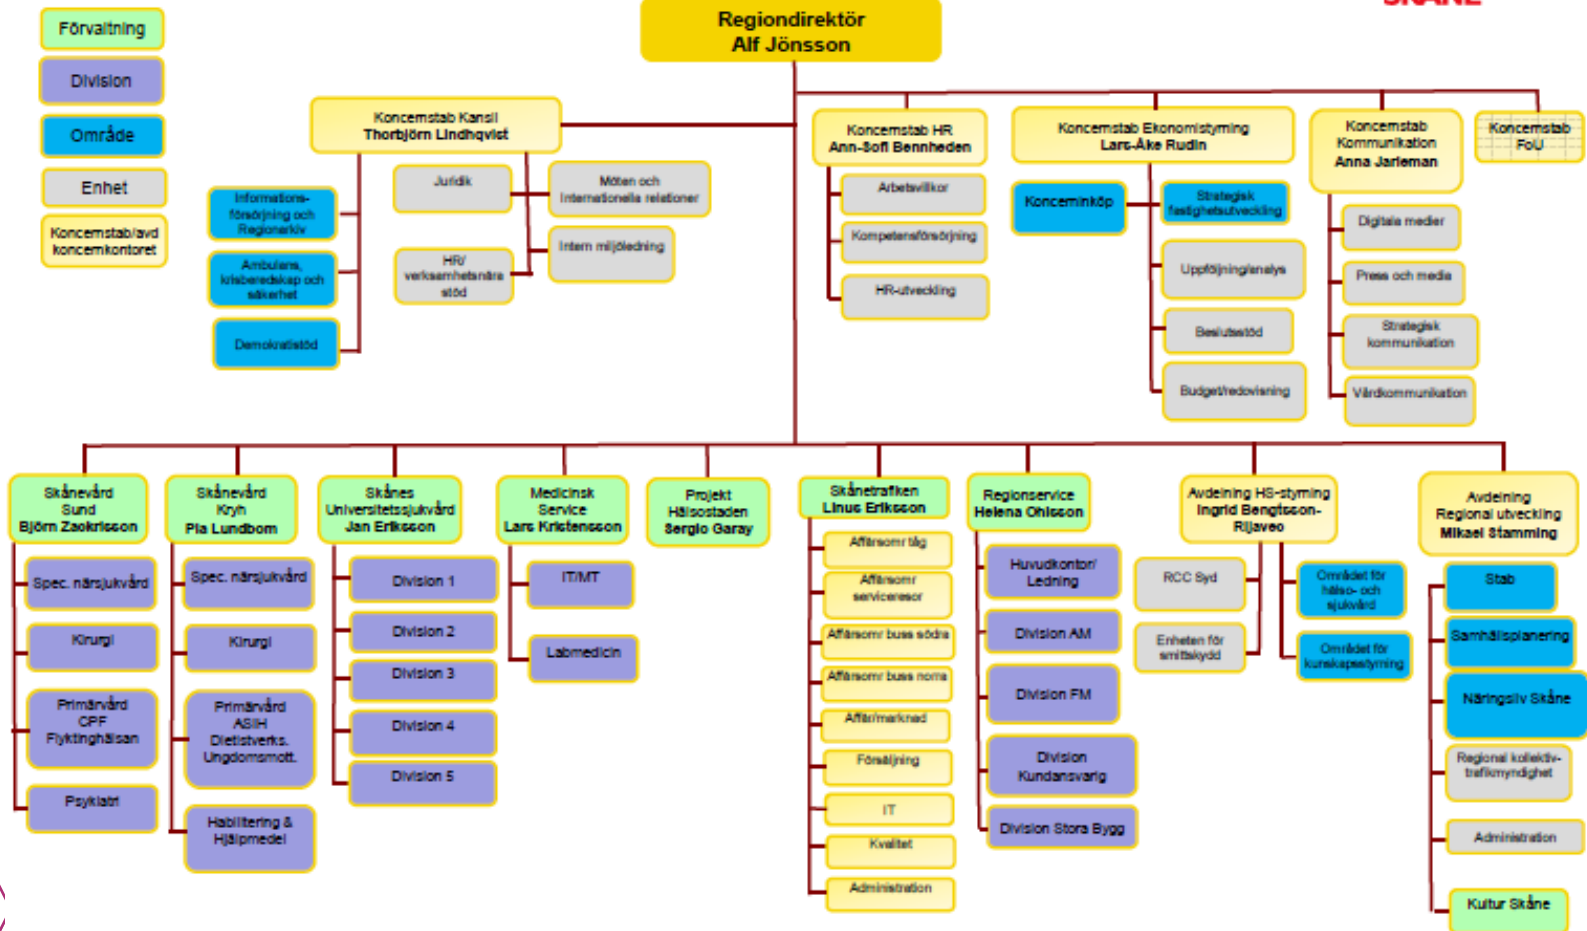 SKÅNE
Förvaltning
Division
Område
Enhet
Koncernstab/avd
koncernkontoret
Regiondirektör
Alf Jönsson
Koncernstab Kansli
Thorbjörn Lindhqvist
Informations-
försörjning och
Regionarkiv
Ambulans,
krisberedskap och
säkerhet
Demokratistöd
Juridik
HR/
verksamhetsnära
stöd
Möten och
Internationella relationer
Intern miljöledning
Koncernstab HR
Ann-Sofi Bennheden
Arbetsvillkor
Kompetensförsörjning
HR-utveckling
Koncernstab Ekonomistyrning
Lars-Åke Rudin
Koncerninköp
Strategisk
fastighetsutveckling
Uppföljning/analys
Beslutsstöd
Budget/redovisning
Koncernstab
Kommunikation
Anna Jarleman
Digitala medier
Press och media
Strategisk
kommunikation
Vårdkommunikation
Koncernstab
FoU
Skånevård
Sund
Björn Zackrisson
Spec. närsjukvård
Kirurgi
Primärvård
CPF
Flyktinghälsan
Psykiatri
Skånevård
Kryh
Pia Lundbom
Spec. närsjukvård
Kirurgi
Primärvård
ASIH
Dietistverks.
Ungdomsmott.
Habilitering &
Hjälpmedel
Skånes
Universitetssjukvård
Jan Eriksson
Division 1
Division 2
Division 3
Division 4
Division 5
Medicinsk
Service
Lars Kristensson
IT/MT
Labmedicin
Projekt
Hälsostaden
Sergio Garay
Skånetrafiken
Linus Eriksson
Affärsomr tåg
Affärsomr
serviceresor
Affärsomr buss södra
Affärsomr buss norra
Affär/marknad
Försäljning
IT
Kvalitet
Administration
Regionservice
Helena Ohlsson
Huvudkontor/
Ledning
Division AM
Division FM
Division
Kundansvarig
Division Stora Bygg
Avdelning HS-styrning
Ingrid Bengtsson-
Rijavec
RCC Syd
Enheten för
smittskydd
Området för
hälso- och
sjukvård
Området för
kunskapsstyrning
Avdelning
Regional utveckling
Mikael Stamming
Stab
Samhällsplanering
Näringsliv Skåne
Regional kollektiv-
trafikmyndighet
Administration
Kultur Skåne